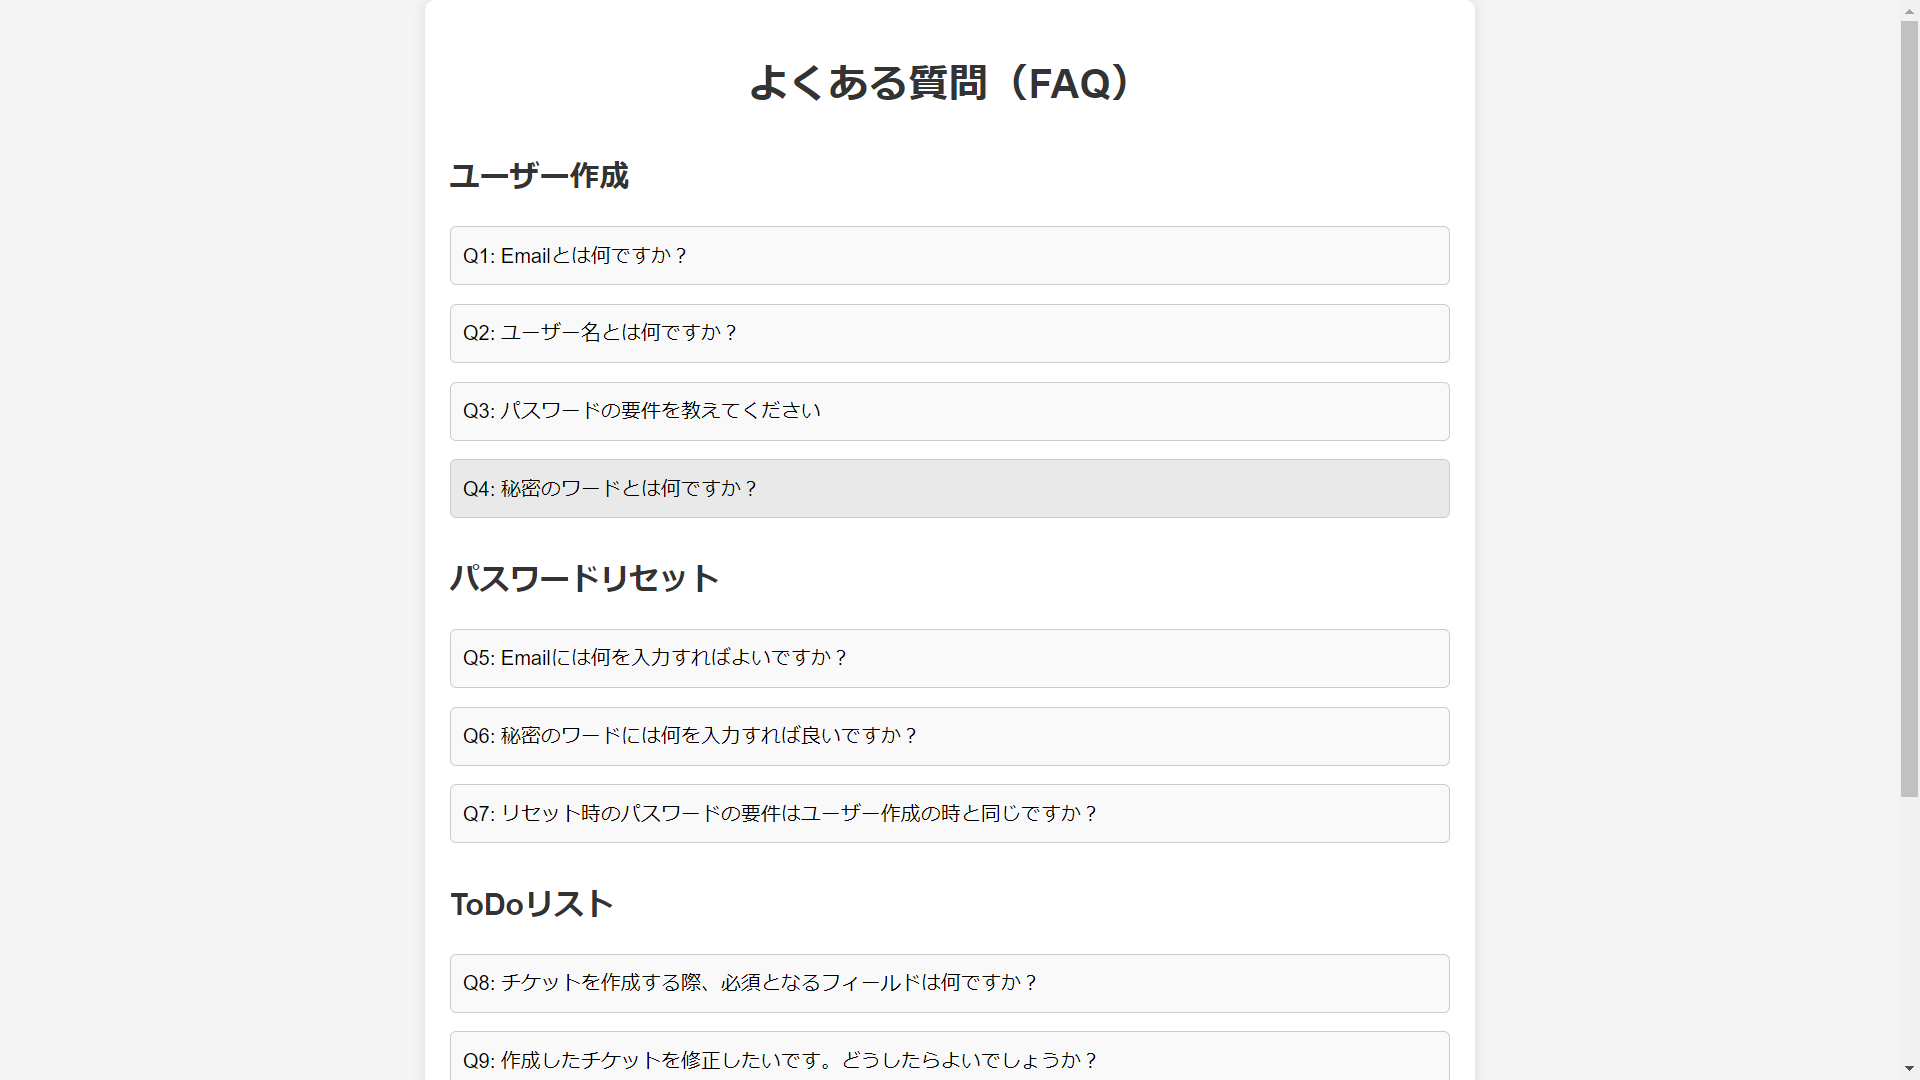 よくある質問（FAQ）
ユーザー作成
Q1: Emailとは何ですか？
Q2: ユーザー名とは何ですか？
Q3: パスワードの要件を教えてください
Q4: 秘密のワードとは何ですか？
パスワードリセット
Q5: Emailには何を入力すればよいですか？
Q6: 秘密のワードには何を入力すれば良いですか？
Q7: リセット時のパスワードの要件はユーザー作成の時と同じですか？
ToDoリスト
Q8: チケットを作成する際、必須となるフィールドは何ですか？
Q9: 作成したチケットを修正したいです。どうしたらよいでしょうか？